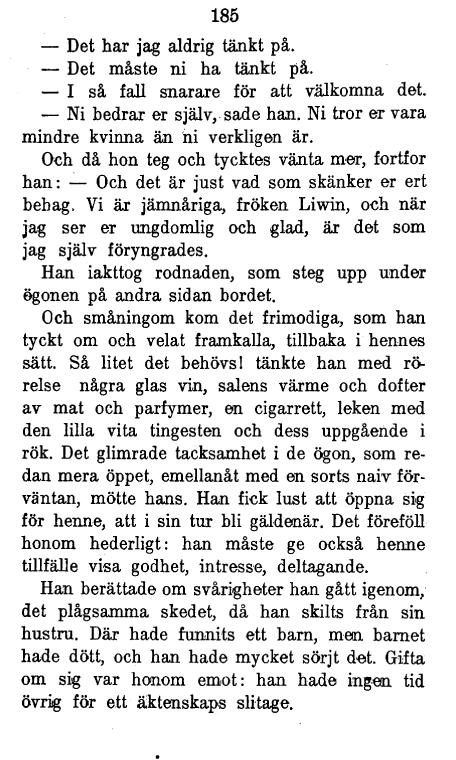 185
— Det har jag aldrig tänkt på.
— Det måste ni ha tänkt på.
— I så fall snarare för att välkomna det.
— Ni bedrar er själv, sade han. Ni tror er vara
mindre kvinna än ni verkligen är.
Och då hon teg och tycktes vänta mer, fortfor
han: — Och det är just vad som skänker er ert
behag. Vi är jämnåriga, fröken Liwin, och när
jag ser er ungdomlig och glad, är det som
jag själv föryngrades.
Han iakttog rodnaden, som steg upp under
ögonen på andra sidan bordet.
Och småningom kom det frimodiga, som han
tyckt om och velat framkalla, tillbaka i hennes
sätt. Så litet det behövs! tänkte han med rö-
relse några glas vin, salens värme och dofter
av mat och parfymer, en cigarrett, leken med
den lilla vita tingesten och dess uppgående i
rök. Det glimrade tacksamhet i de ögon, som re-
dan mera öppet, emellanåt med en sorts naiv för-
väntan, mötte hans. Han fick lust att öppna sig
för henne, att i sin tur bli gäldenär. Det föreföll
honom hederligt: han måste ge också henne
tillfälle visa godhet, intresse, deltagande.
Han berättade om svårigheter han gått igenom,
det plågsamma skedet, då han skilts från sin
hustru. Där hade funnits ett barn, men barnet
hade dött, och han hade mycket sörjt det. Gifta
om sig var honom emot: han hade ingen tid
övrig för ett äktenskaps slitage.